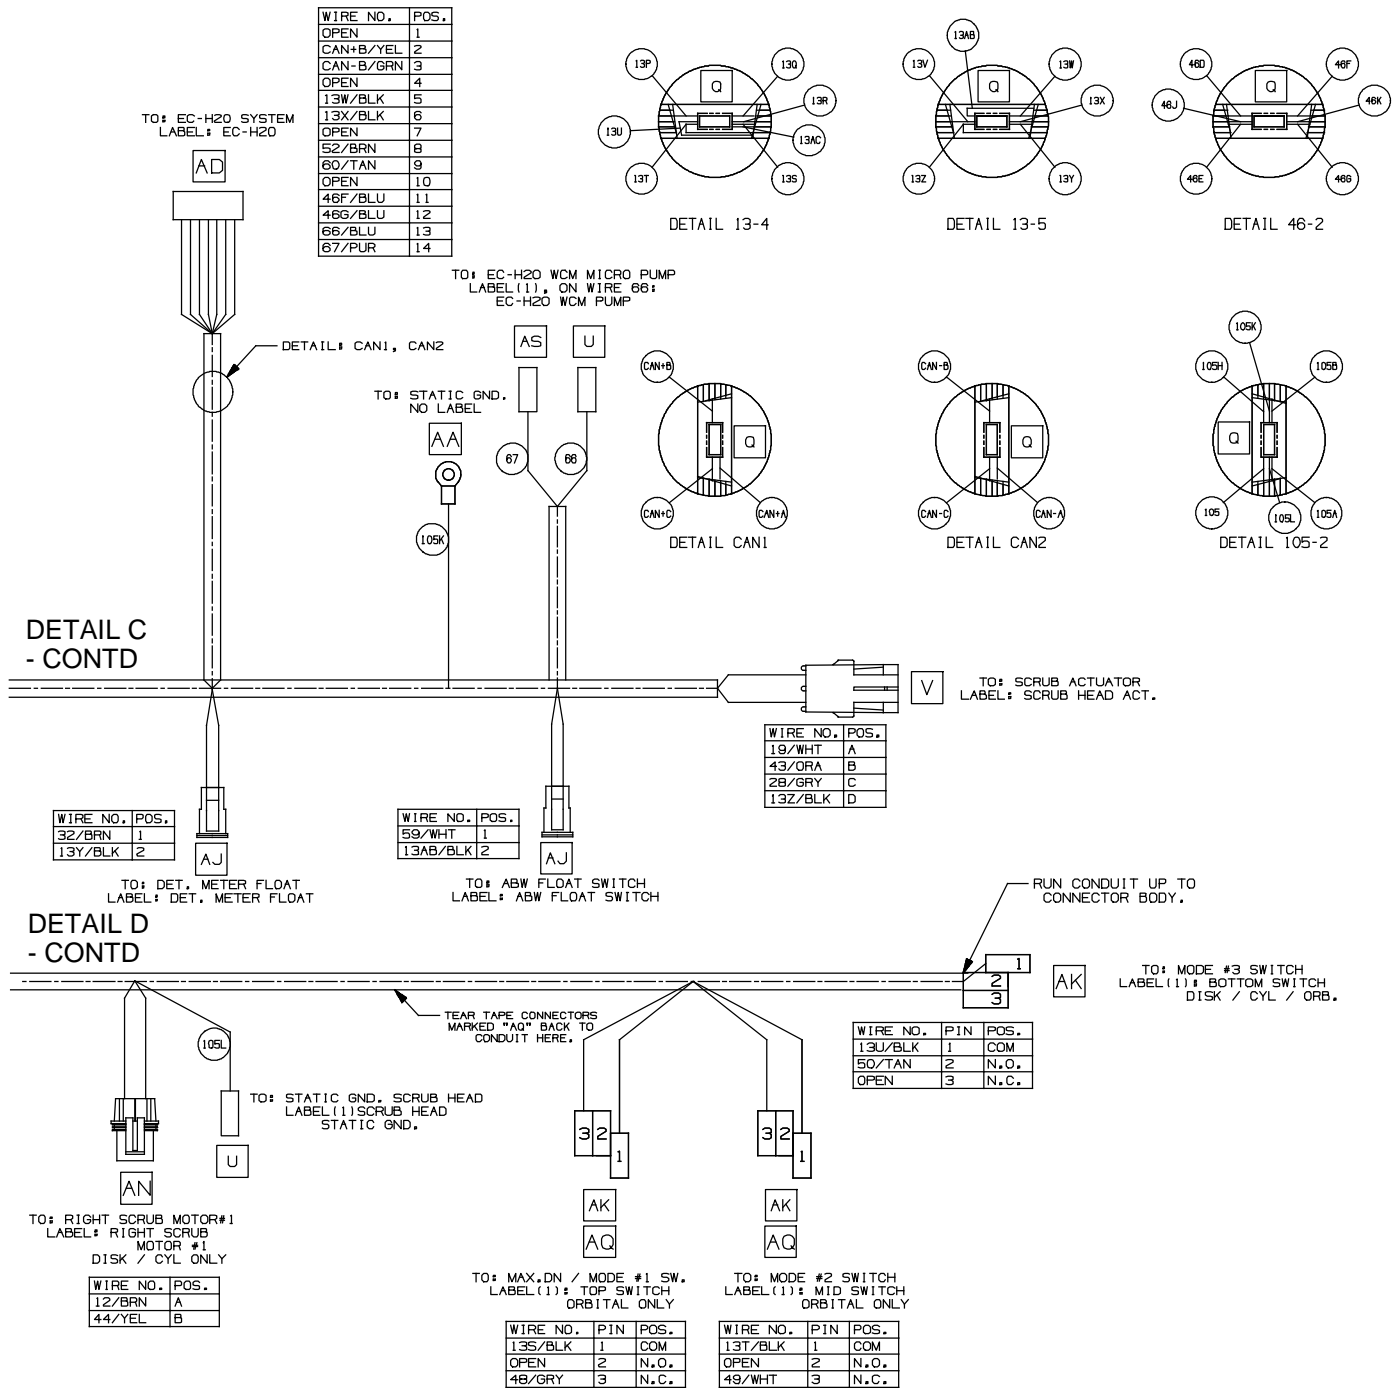 WIRE NO. POS.
OPEN 1
CAN+B/YEL 2
CAN-B/GRN 3
OPEN 4
13W/BLK 5
13X/BLK 6
OPEN 7
52/BRN 8
60/TAN 9
OPEN 10
46F/BLU 11
46G/BLU 12
66/BLU 13
67/PUR 14
TO: EC-H2O SYSTEM
LABEL: EC-H2O
AD
13P
Q
13Q
13R
13U
13AC
13T
13S
DETAIL 13-4
13AB
13V
Q
13W
13X
13Z
13Y
DETAIL 13-5
46D
Q
46F
46J
46K
46E
46G
DETAIL 46-2
TO: EC-H2O WCM MICRO PUMP
LABEL(1), ON WIRE 66:
EC-H2O WCM PUMP
AS
U
DETAIL: CAN1, CAN2
TO: STATIC GND.
NO LABEL
AA
67
66
105K
CAN+B
Q
CAN+C
CAN+A
DETAIL CAN1
CAN-B
Q
CAN-C
CAN-A
DETAIL CAN2
105K
105H
105B
Q
105
105L
105A
DETAIL 105-2
DETAIL C
- CONTD
V
TO: SCRUB ACTUATOR
LABEL: SCRUB HEAD ACT.
WIRE NO. POS.
19/WHT A
43/ORA B
28/GRY C
13Z/BLK D
WIRE NO. POS.
32/BRN 1
13Y/BLK 2
AJ
TO: DET. METER FLOAT
LABEL: DET. METER FLOAT
WIRE NO. POS.
59/WHT 1
13AB/BLK 2
AJ
TO: ABW FLOAT SWITCH
LABEL: ABW FLOAT SWITCH
RUN CONDUIT UP TO
CONNECTOR BODY.
DETAIL D
- CONTD
1
2
3
AK
TO: MODE #3 SWITCH
LABEL(1): BOTTOM SWITCH
DISK / CYL / ORB.
TEAR TAPE CONNECTORS
MARKED "AQ" BACK TO
CONDUIT HERE.
WIRE NO. PIN POS.
13U/BLK 1 COM
50/TAN 2 N.O.
OPEN 3 N.C.
105L
TO: STATIC GND. SCRUB HEAD
LABEL(1)SCRUB HEAD
STATIC GND.
U
AN
TO: RIGHT SCRUB MOTOR#1
LABEL: RIGHT SCRUB
MOTOR #1
DISK / CYL ONLY
WIRE NO. POS.
12/BRN A
44/YEL B
3 2
1
AK
AQ
TO: MAX.DN / MODE #1 SW.
LABEL(1): TOP SWITCH
ORBITAL ONLY
WIRE NO. PIN POS.
13S/BLK 1 COM
OPEN 2 N.O.
48/GRY 3 N.C.
3 2
1
AK
AQ
TO: MODE #2 SWITCH
LABEL(1): MID SWITCH
ORBITAL ONLY
WIRE NO. PIN POS.
13T/BLK 1 COM
OPEN 2 N.O.
49/WHT 3 N.C.